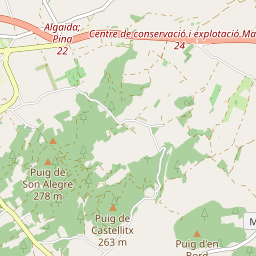 Algaida;
Pina
22
Centre de conservació i explotació Ma
24
Puig de
Son Alegre
278 m
Puig de
Castellitx
263 m
Puig d'en
M